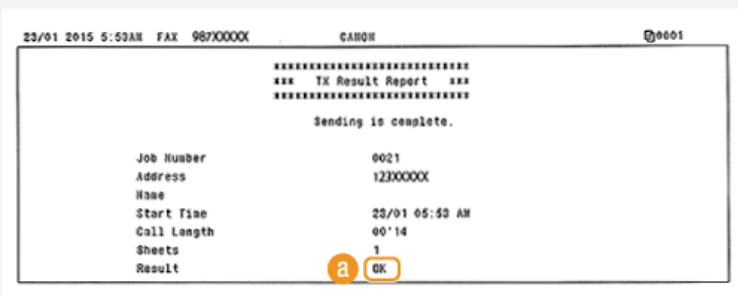 23/01 2015 5:53AM FAX 987XXXXX CANON 0001
****************************
*** TX Result Report ***
****************************
Sending is complete.
Job Number 0021
Address 123XXXXX
Name
Start Time 23/01 05:53 AM
Call Length 00'14
Sheets 1
Result a OK